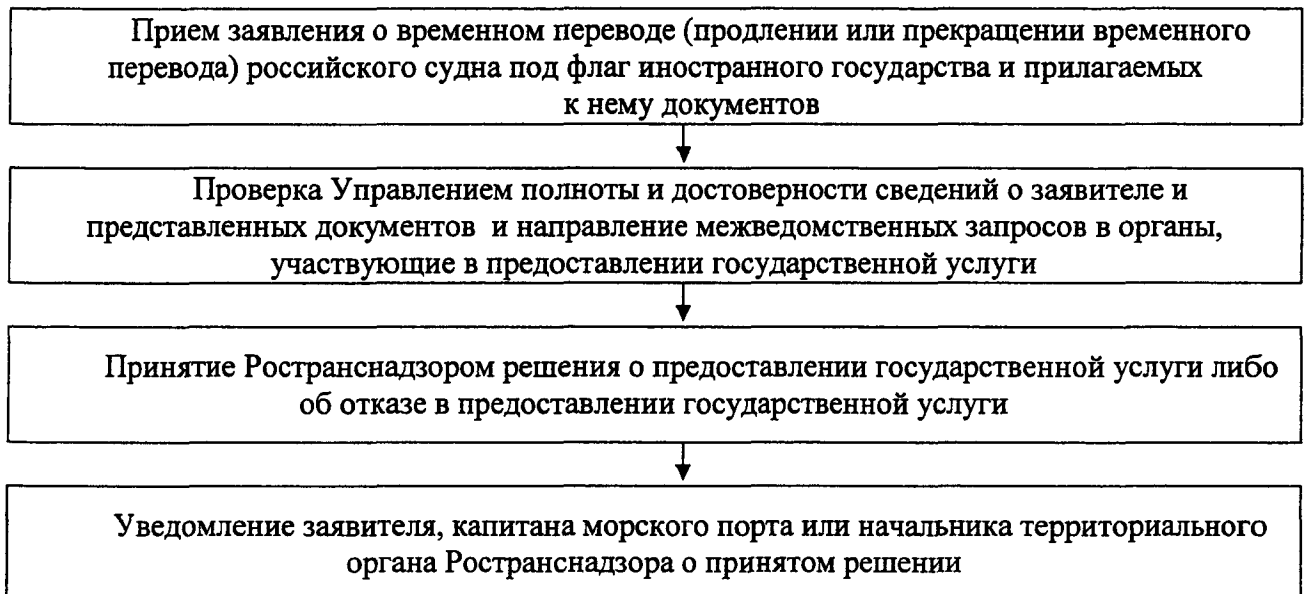 Прием заявления о временном переводе (продлении или прекращении временного
перевода) российского судна под флаг иностранного государства и прилагаемых
к нему документов
Проверка Управлением полноты и достоверности сведений о заявителе и
представленных документов и направление межведомственных запросов в органы,
участвующие в предоставлении государственной услуги
Принятие Ространснадзором решения о предоставлении государственной услуги либо
об отказе в предоставлении государственной услуги
Уведомление заявителя, капитана морского порта или начальника территориального
органа Ространснадзора о принятом решении